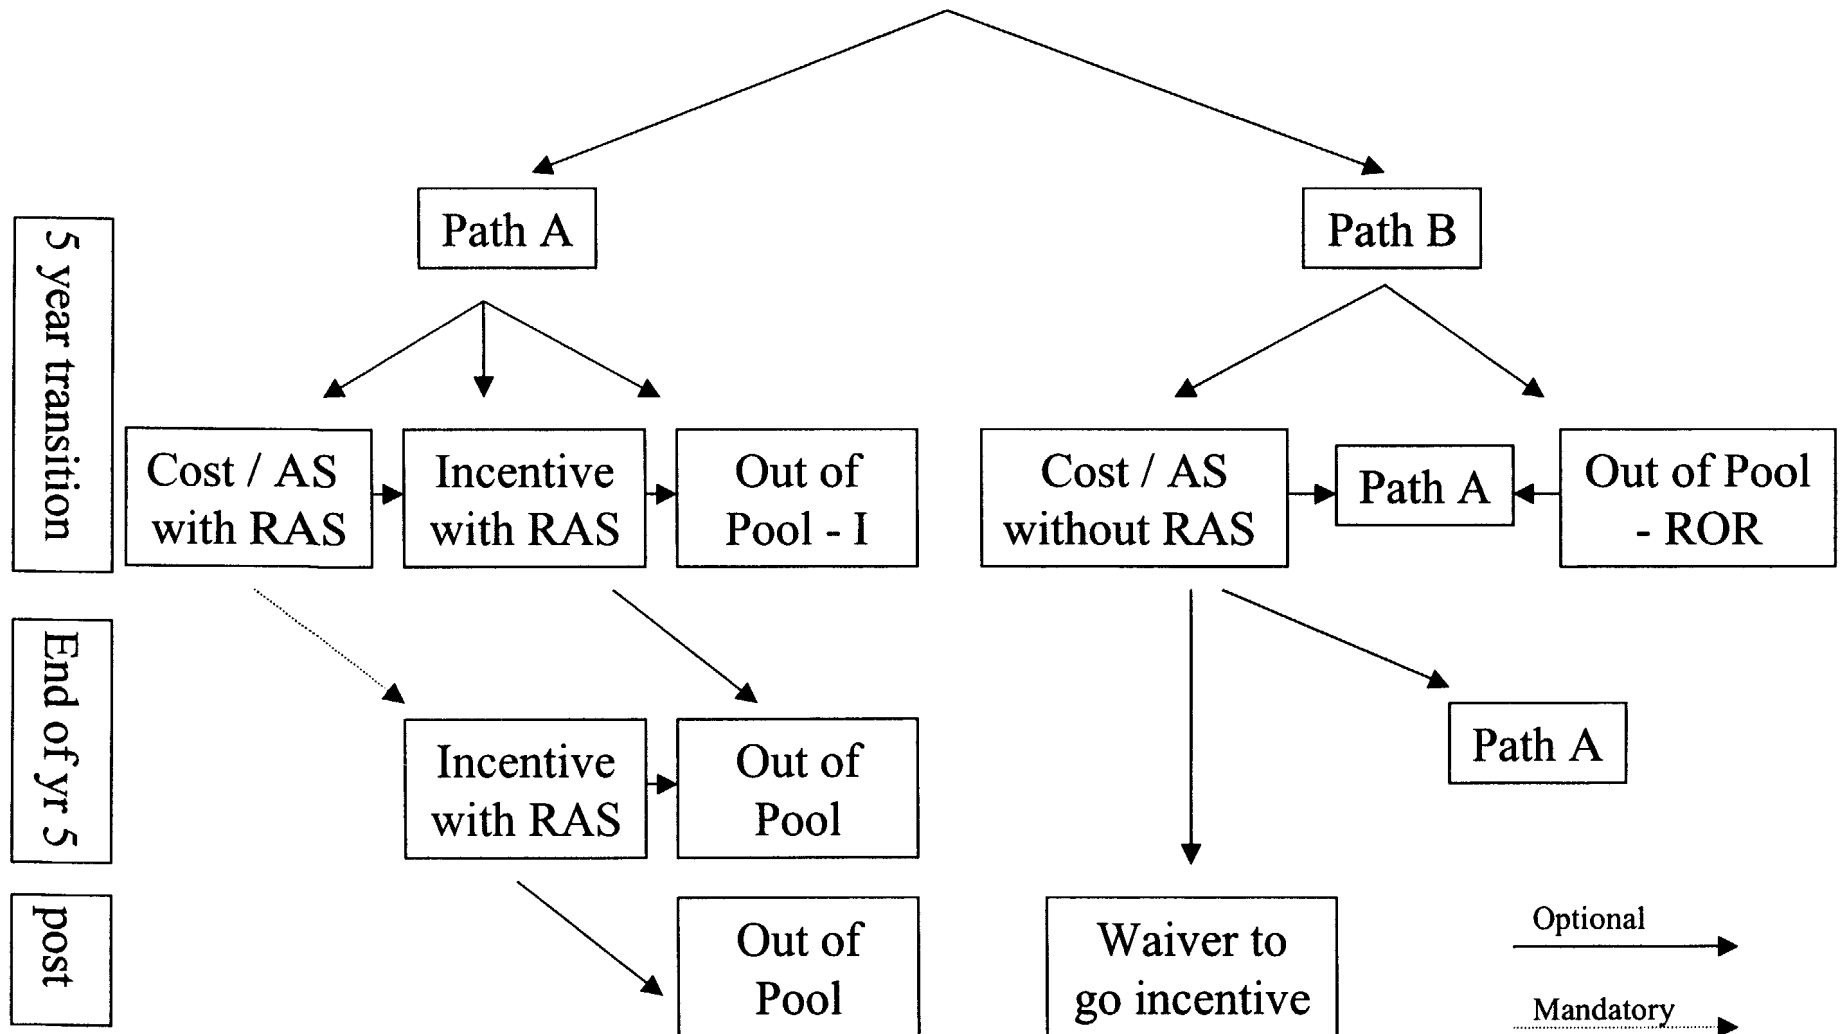 Path A
Path B
5 year transition
Cost / AS
with RAS
Incentive
with RAS
Out of
Pool - I
Cost / AS
without RAS
Path A
Out of Pool
- ROR
End of yr 5
Incentive
with RAS
Out of
Pool
Path A
post
Out of
Pool
Waiver to
go incentive
Optional
Mandatory